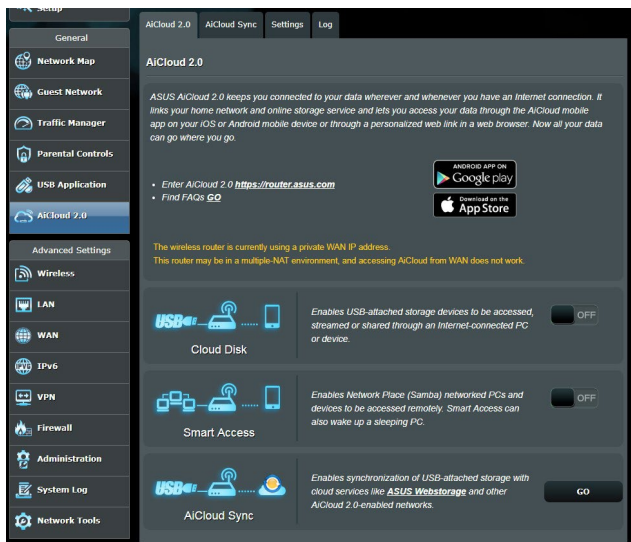 Setup
General
Network Map
Guest Network
Traffic Manager
Parental Controls
USB Application
AiCloud 2.0
Advanced Settings
Wireless
LAN
WAN
IPv6
VPN
Firewall
Administration
System Log
Network Tools
AiCloud 2.0 AiCloud Sync Settings Log
AiCloud 2.0
ASUS AiCloud 2.0 keeps you connected to your data wherever and whenever you have an Internet connection. It
links your home network and online storage service and lets you access your data through the AiCloud mobile
app on your iOS or Android mobile device or through a personalized web link in a web browser. Now all your data
can go where you go.
• Enter AiCloud 2.0 https://router.asus.com
• Find FAQs GO
ANDROID APP ON
Google play
Download on the
App Store
The wireless router is currently using a private WAN IP address.
This router may be in a multiple-NAT environment, and accessing AiCloud from WAN does not work.
USB
Cloud Disk
Enables USB-attached storage devices to be accessed,
streamed or shared through an Internet-connected PC
or device.
OFF
Smart Access
Enables Network Place (Samba) networked PCs and
devices to be accessed remotely. Smart Access can
also wake up a sleeping PC.
OFF
USB
AiCloud Sync
Enables synchronization of USB-attached storage with
cloud services like ASUS Webstorage and other
AiCloud 2.0-enabled networks.
GO